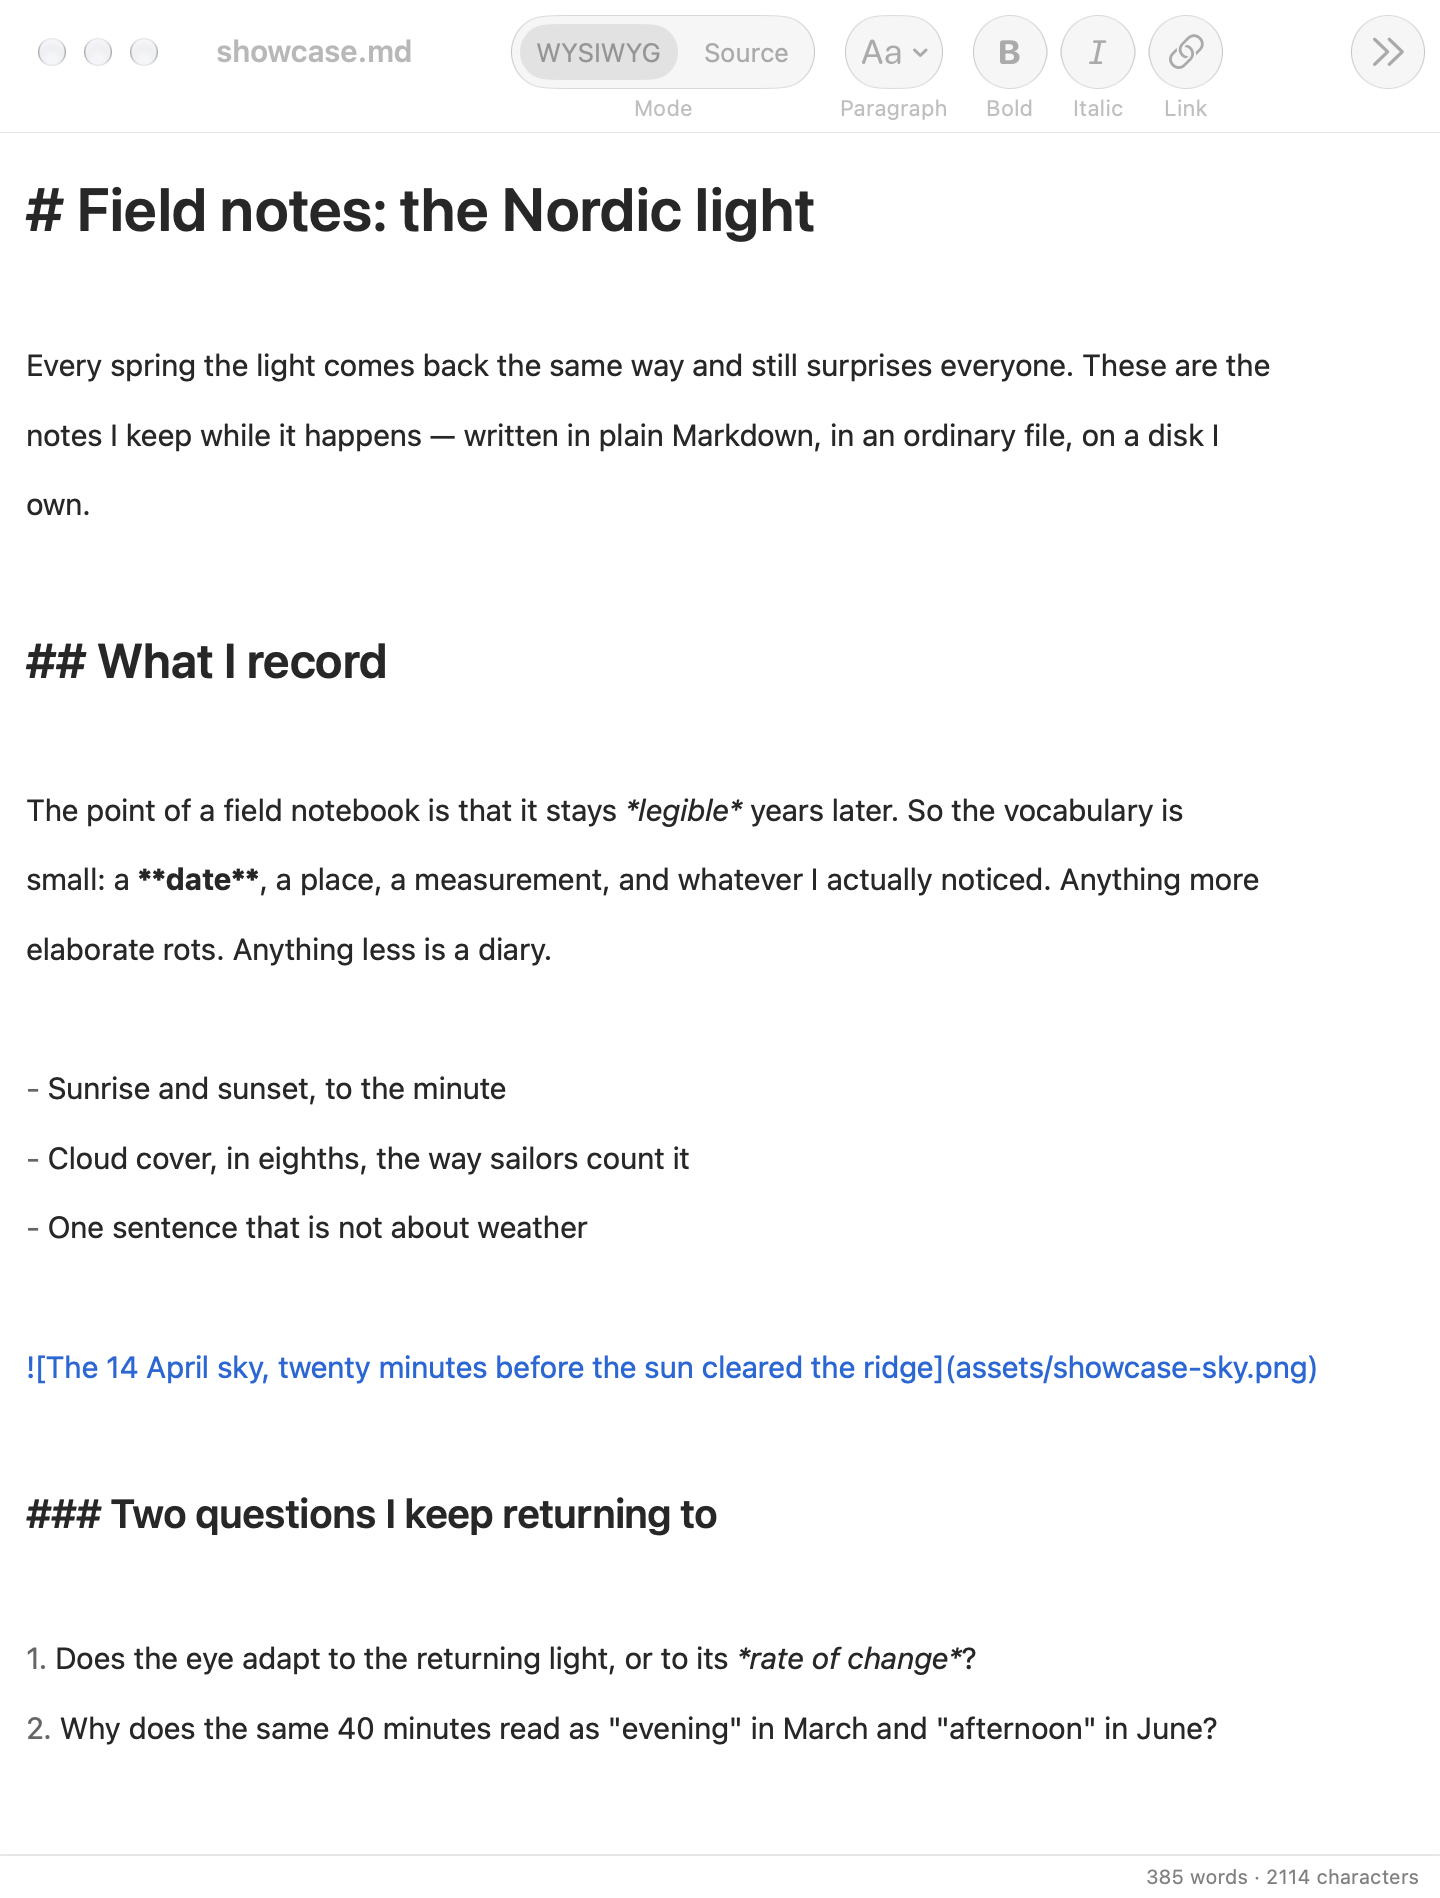 showcase.md
WYSIWYG Source
Aa
B
I
Mode
Paragraph
Bold
Italic
Link
# Field notes: the Nordic light
Every spring the light comes back the same way and still surprises everyone. These are the
notes I keep while it happens — written in plain Markdown, in an ordinary file, on a disk I
own.
## What I record
The point of a field notebook is that it stays *legible* years later. So the vocabulary is
small: a **date**, a place, a measurement, and whatever I actually noticed. Anything more
elaborate rots. Anything less is a diary.
- Sunrise and sunset, to the minute
- Cloud cover, in eighths, the way sailors count it
- One sentence that is not about weather
![The 14 April sky, twenty minutes before the sun cleared the ridge](assets/showcase-sky.png)
### Two questions I keep returning to
1. Does the eye adapt to the returning light, or to its *rate of change*?
2. Why does the same 40 minutes read as "evening" in March and "afternoon" in June?
385 words · 2114 characters